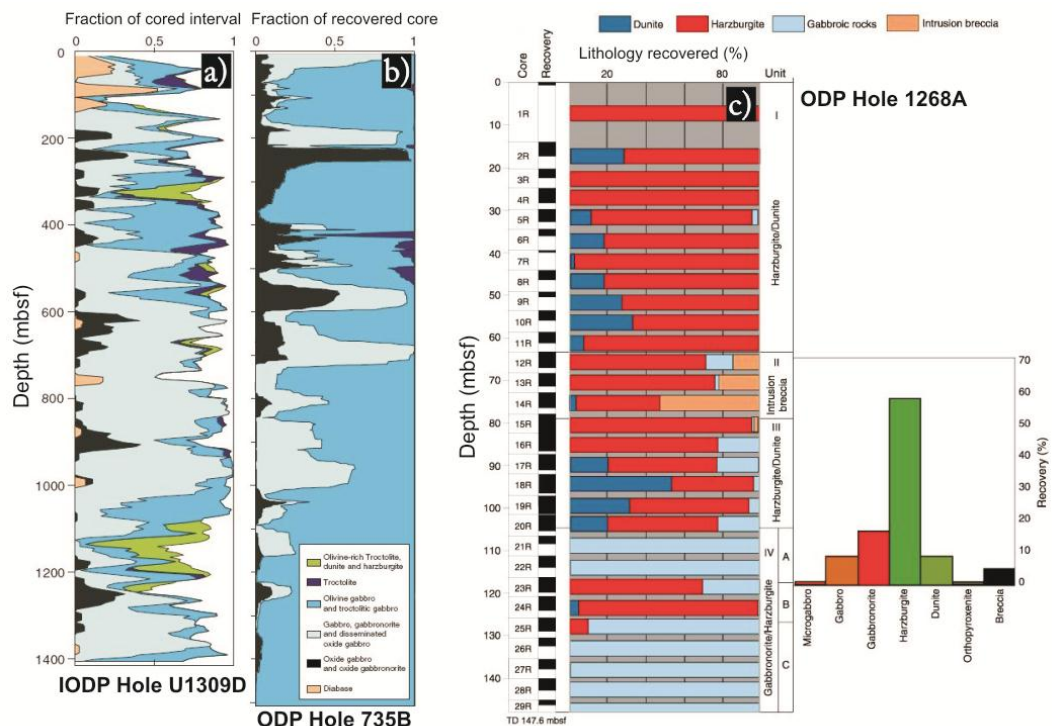 Fraction of cored interval
Fraction of recovered core
0 0.5 1
0.5 1
a)
b)
Depth (mbsf)
0
200
400
600
800
1000
1200
1400
Olivine-rich Troctolite,
dunite and harzburgite
Troctolite
Olivine gabbro
and troctolitic gabbro
Gabbro, gabbronorite
and disseminated
oxide gabbro
Oxide gabbro
and oxide gabbronorite
Diabase
IODP Hole U1309D
ODP Hole 735B
Dunite
Harzburgite
Gabbroic rocks
Intrusion breccia
Lithology recovered (%)
Core
Recovery
20 80
Unit
c)
ODP Hole 1268A
Depth (mbsf)
0
10
20
30
40
50
60
70
80
90
100
110
120
130
140
1R
2R
3R
4R
5R
6R
7R
8R
9R
10R
11R
12R
13R
14R
15R
16R
17R
18R
19R
20R
21R
22R
23R
24R
25R
26R
27R
28R
29R
TD 147.6 mbsf
I
Harzburgite/Dunite
II
Intrusion
breccia
III
Harzburgite/Dunite
IV
Gabbronorite/Harzburgite
A
B
C
70
60
50
40
30
20
10
0
Recovery (%)
Microgabbro
Gabbro
Gabbronorite
Harzburgite
Dunite
Orthopyroxenite
Breccia